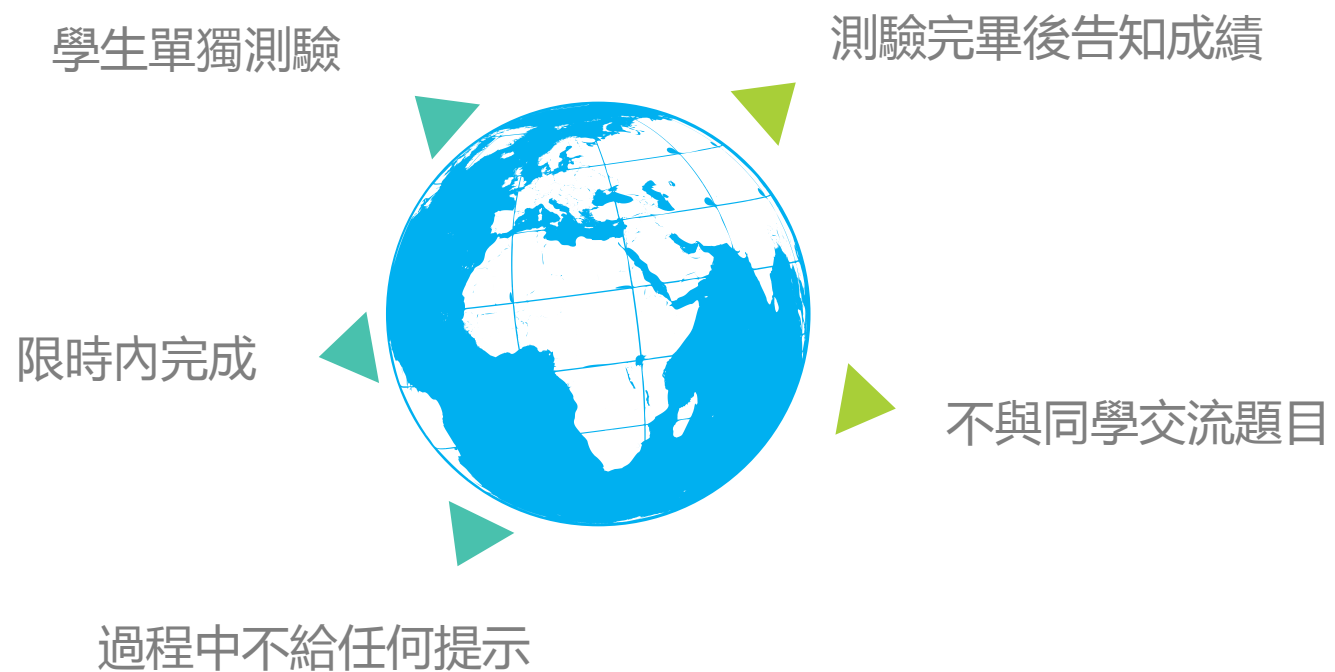 學生單獨測驗
測驗完畢後告知成績
限時內完成
不與同學交流題目
過程中不給任何提示